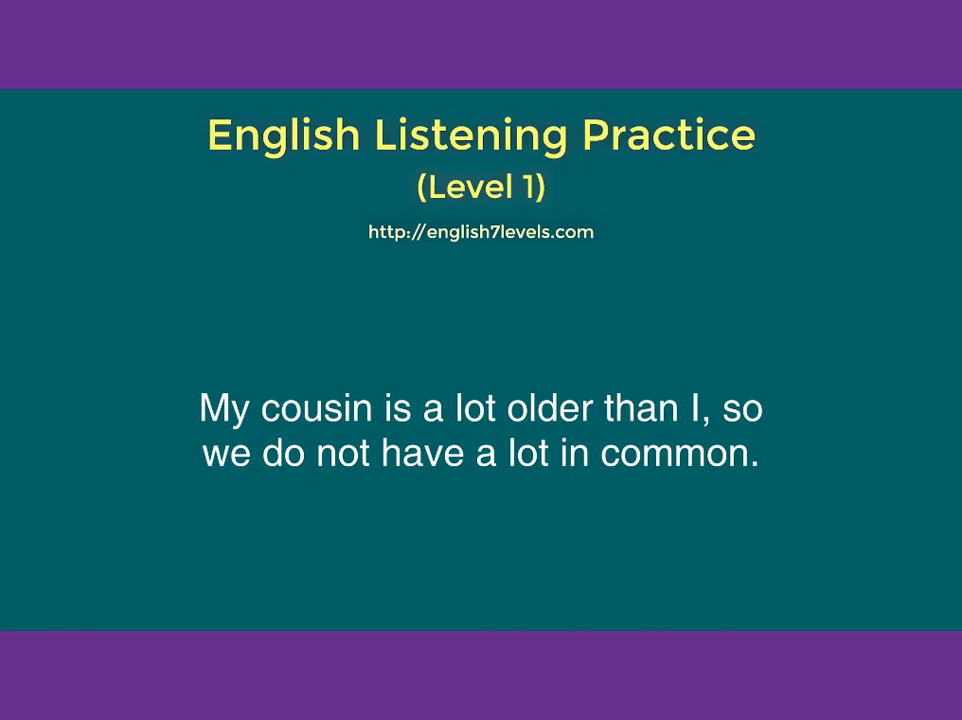 English Listening Practice
(Level 1)
http://english7levels.com
My cousin is a lot older than I, so
we do not have a lot in common.